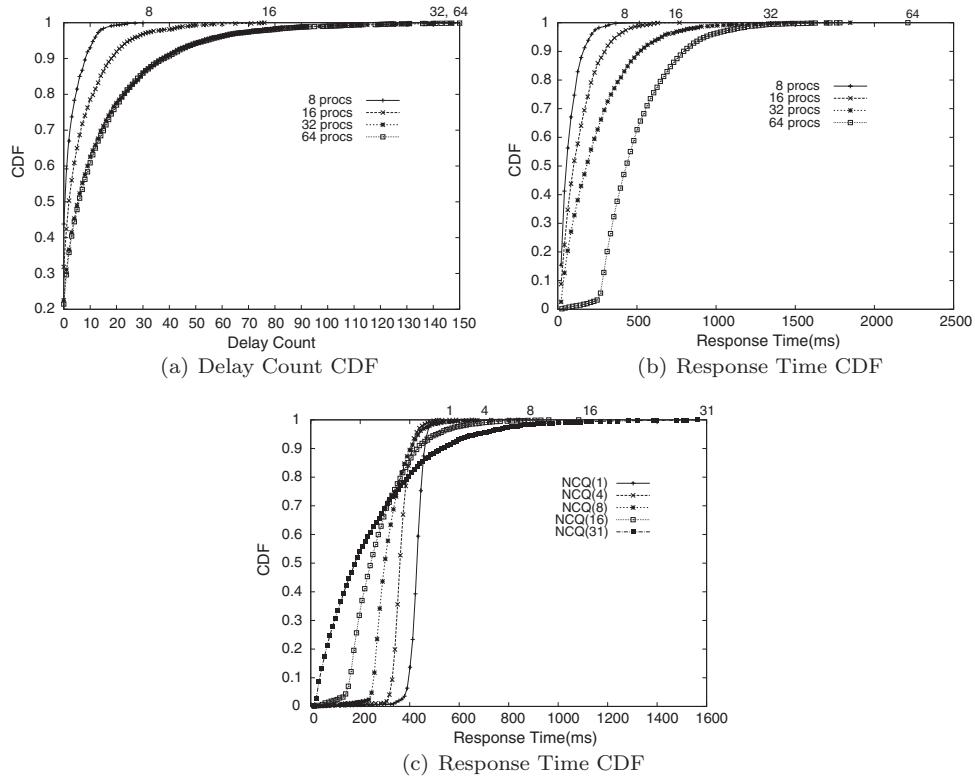 8 16 32, 64
1
0.9
0.8
0.7
0.6
0.5
0.4
0.3
0.2
CDF
8 procs
16 procs
32 procs
64 procs
0 10 20 30 40 50 60 70 80 90 100 110 120 130 140 150
Delay Count
(a) Delay Count CDF
8 16 32 64
1
0.9
0.8
0.7
0.6
0.5
0.4
0.3
0.2
0.1
0
CDF
8 procs
16 procs
32 procs
64 procs
0 500 1000 1500 2000 2500
Response Time(ms)
(b) Response Time CDF
1 4 8 16 31
1
0.9
0.8
0.7
0.6
0.5
0.4
0.3
0.2
0.1
0
CDF
NCQ(1)
NCQ(4)
NCQ(8)
NCQ(16)
NCQ(31)
0 200 400 600 800 1000 1200 1400 1600
Response Time(ms)
(c) Response Time CDF